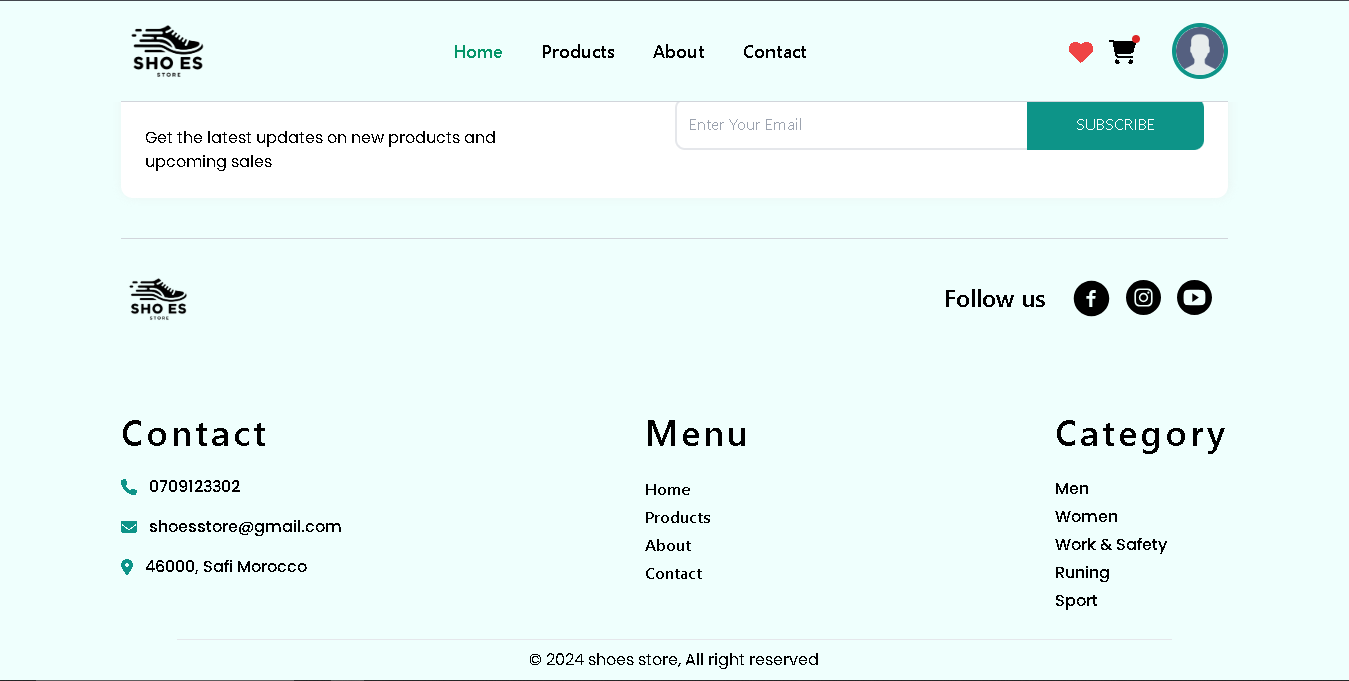 SHO ES
STORE
Home
Products
About
Contact
Enter Your Email
SUBSCRIBE
Get the latest updates on new products and
upcoming sales
SHO ES
STORE
Follow us
Contact
0709123302
shoesstore@gmail.com
46000, Safi Morocco
Menu
Home
Products
About
Contact
Category
Men
Women
Work & Safety
Runing
Sport
© 2024 shoes store, All right reserved